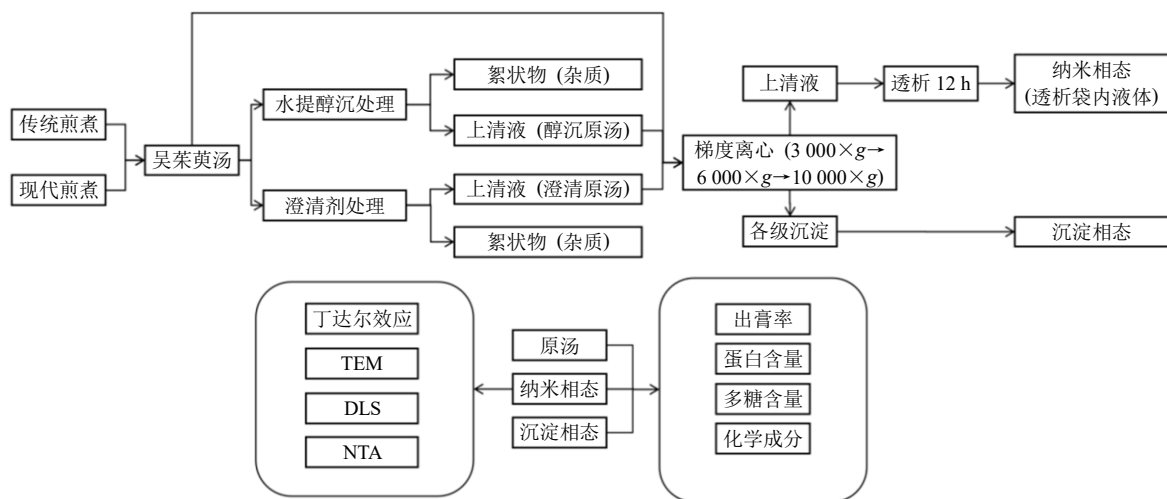 传统煎煮
现代煎煮
吴茱萸汤
水提醇沉处理
澄清剂处理
絮状物 (杂质)
上清液 (醇沉原汤)
上清液 (澄清原汤)
絮状物 (杂质)
梯度离心 (3 000×g→
6 000×g→10 000×g)
上清液
透析 12 h
纳米相态
(透析袋内液体)
各级沉淀
沉淀相态
丁达尔效应
TEM
DLS
NTA
原汤
纳米相态
沉淀相态
出膏率
蛋白含量
多糖含量
化学成分